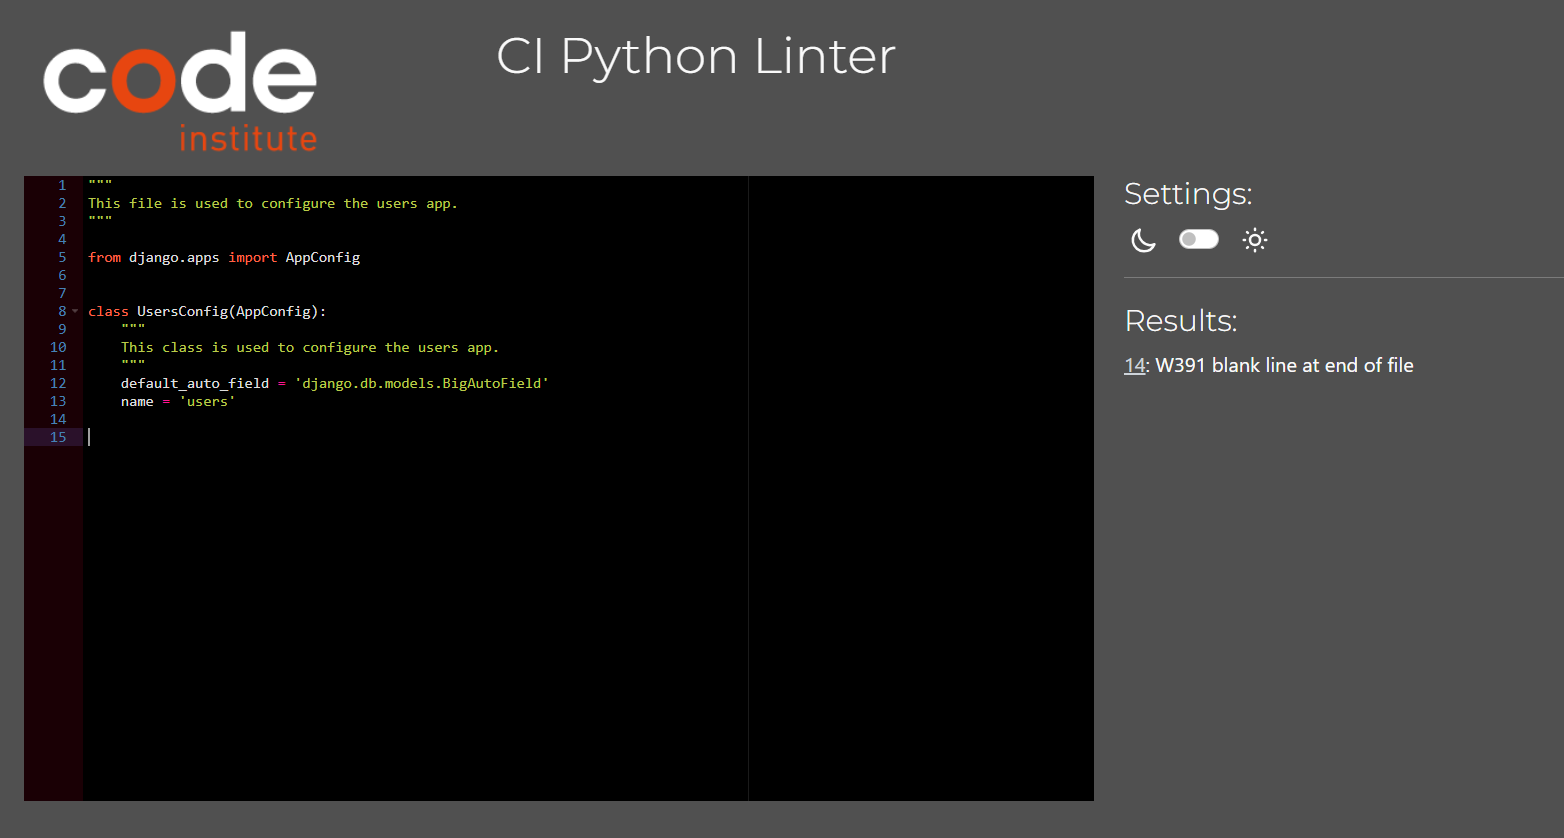 code
institute
CI Python Linter
1 """
2 This file is used to configure the users app.
3 """
4
5 from django.apps import AppConfig
6
7
8 class UsersConfig(AppConfig):
9     """
10     This class is used to configure the users app.
11     """
12     default_auto_field = 'django.db.models.BigAutoField'
13     name = 'users'
14
15
Settings:
Results:
14: W391 blank line at end of file